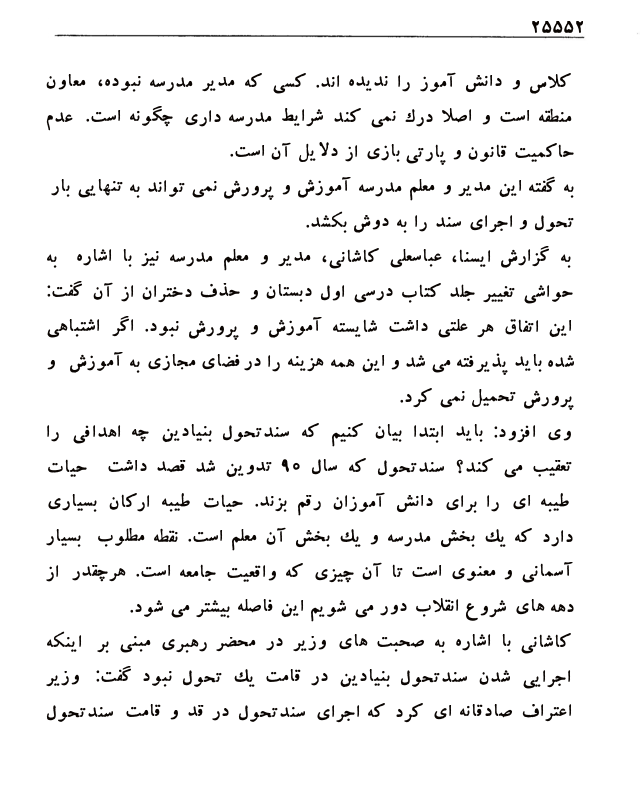 ۲۵۵۵۲
کلاس و دانش آموز را ندیده اند. کسی که مدیر مدرسه نبوده، معاون
منطقه است و اصلا درك نمی کند شرایط مدرسه داری چگونه است. عدم
حاکمیت قانون و پارتی بازی از دلایل آن است.
به گفته این مدیر و معلم مدرسه آموزش و پرورش نمی تواند به تنهایی بار
تحول و اجرای سند را به دوش بکشد.
به گزارش ایسنا، عباسعلی کاشانی، مدیر و معلم مدرسه نیز با اشاره به
حواشی تغییر جلد کتاب درسی اول دبستان و حذف دختران از آن گفت:
این اتفاق هر علتی داشت شایسته آموزش و پرورش نبود. اگر اشتباهی
شده باید پذیرفته می شد و این همه هزینه را در فضای مجازی به آموزش و
پرورش تحمیل نمی کرد.
وی افزود: باید ابتدا بیان کنیم که سندتحول بنیادین چه اهدافی را
تعقیب می کند؟ سندتحول که سال ۹۰ تدوین شد قصد داشت حیات
طیبه ای را برای دانش آموزان رقم بزند. حیات طیبه ارکان بسیاری
دارد که یك بخش مدرسه و یك بخش آن معلم است. نقطه مطلوب بسیار
آسمانی و معنوی است تا آن چیزی که واقعیت جامعه است. هرچقدر از
دهه های شروع انقلاب دور می شویم این فاصله بیشتر می شود.
کاشانی با اشاره به صحبت های وزیر در محضر رهبری مبنی بر اینکه
اجرایی شدن سندتحول بنیادین در قامت یك تحول نبود گفت: وزیر
اعتراف صادقانه ای کرد که اجرای سندتحول در قد و قامت سندتحول